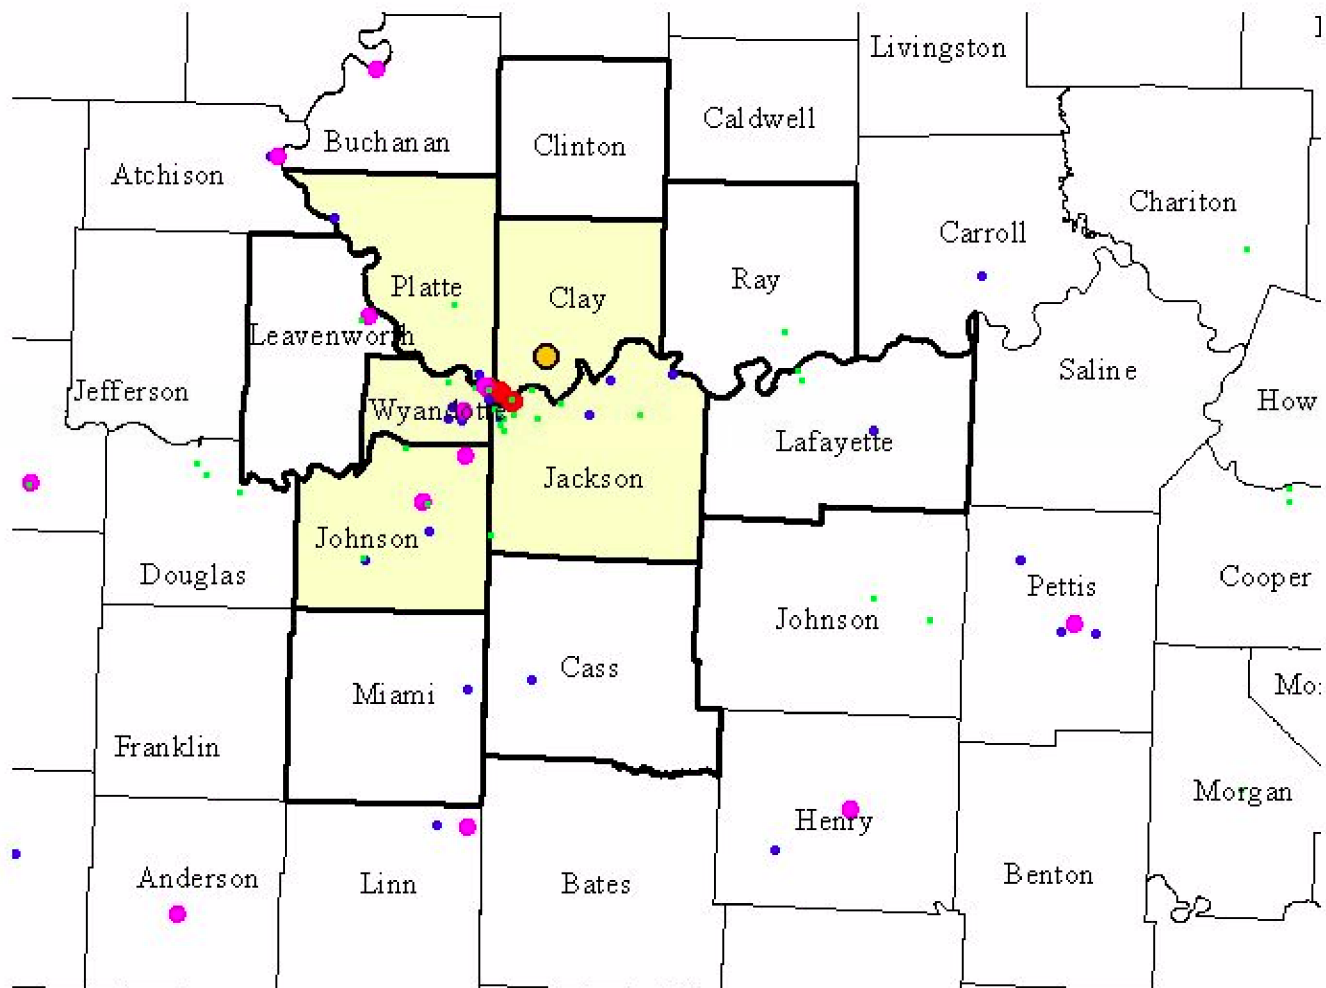 Livingston
Caldwell
Buchanan
Clinton
Atchison
Chariton
Carroll
Platte
Clay
Ray
Leavenworth
Saline
Jefferson
How
Wyandotte
Lafayette
Jackson
Johnson
Douglas
Cooper
Pettis
Johnson
Cass
Miami
Mo
Franklin
Morgan
Henry
Benton
Anderson
Linn
Bates